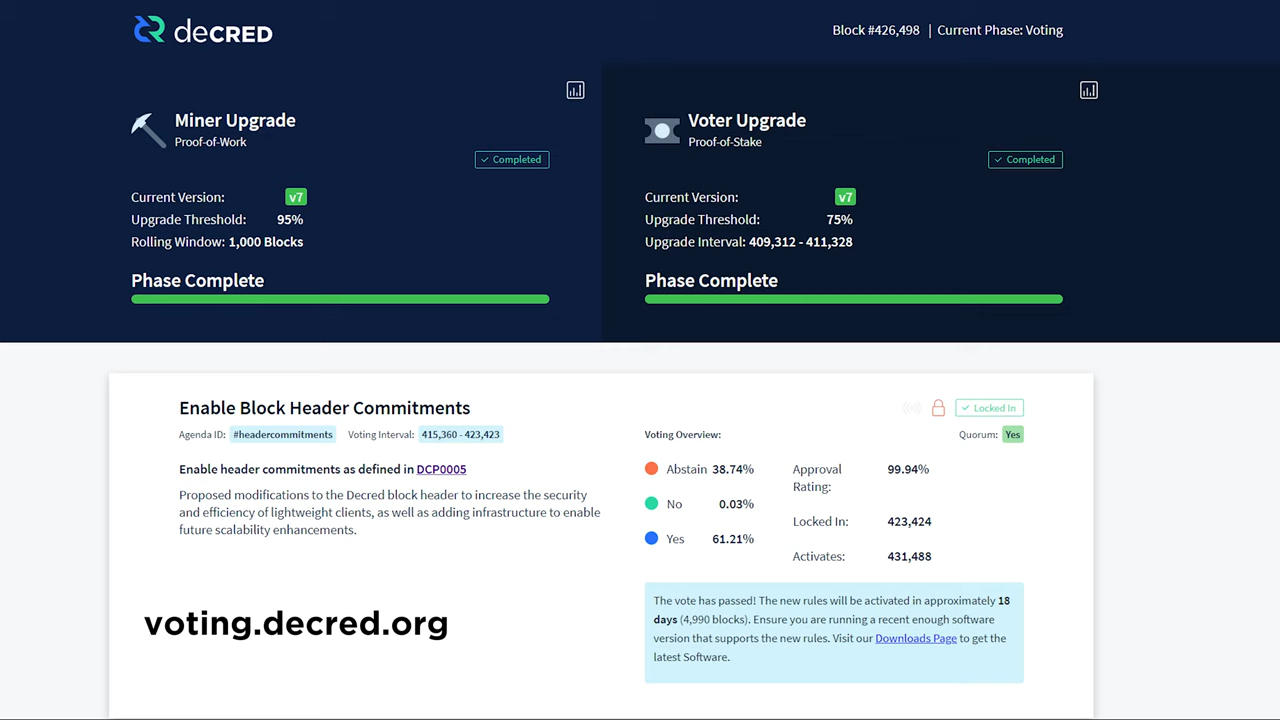 decred
Block #426,498 | Current Phase: Voting
Miner Upgrade
Proof-of-Work
Completed
Current Version: v7
Upgrade Threshold: 95%
Rolling Window: 1,000 Blocks
Phase Complete
Voter Upgrade
Proof-of-Stake
Completed
Current Version: v7
Upgrade Threshold: 75%
Upgrade Interval: 409,312 - 411,328
Phase Complete
Enable Block Header Commitments
Locked In
Agenda ID: #headercommitments Voting Interval: 415,360 - 423,423
Enable header commitments as defined in DCP0005
Proposed modifications to the Decred block header to increase the security
and efficiency of lightweight clients, as well as adding infrastructure to enable
future scalability enhancements.
Voting Overview:
Quorum: Yes
Abstain 38.74%
No 0.03%
Yes 61.21%
Approval
Rating: 99.94%
Locked In: 423,424
Activates: 431,488
The vote has passed! The new rules will be activated in approximately 18
days (4,990 blocks). Ensure you are running a recent enough software
version that supports the new rules. Visit our Downloads Page to get the
latest Software.
voting.decred.org